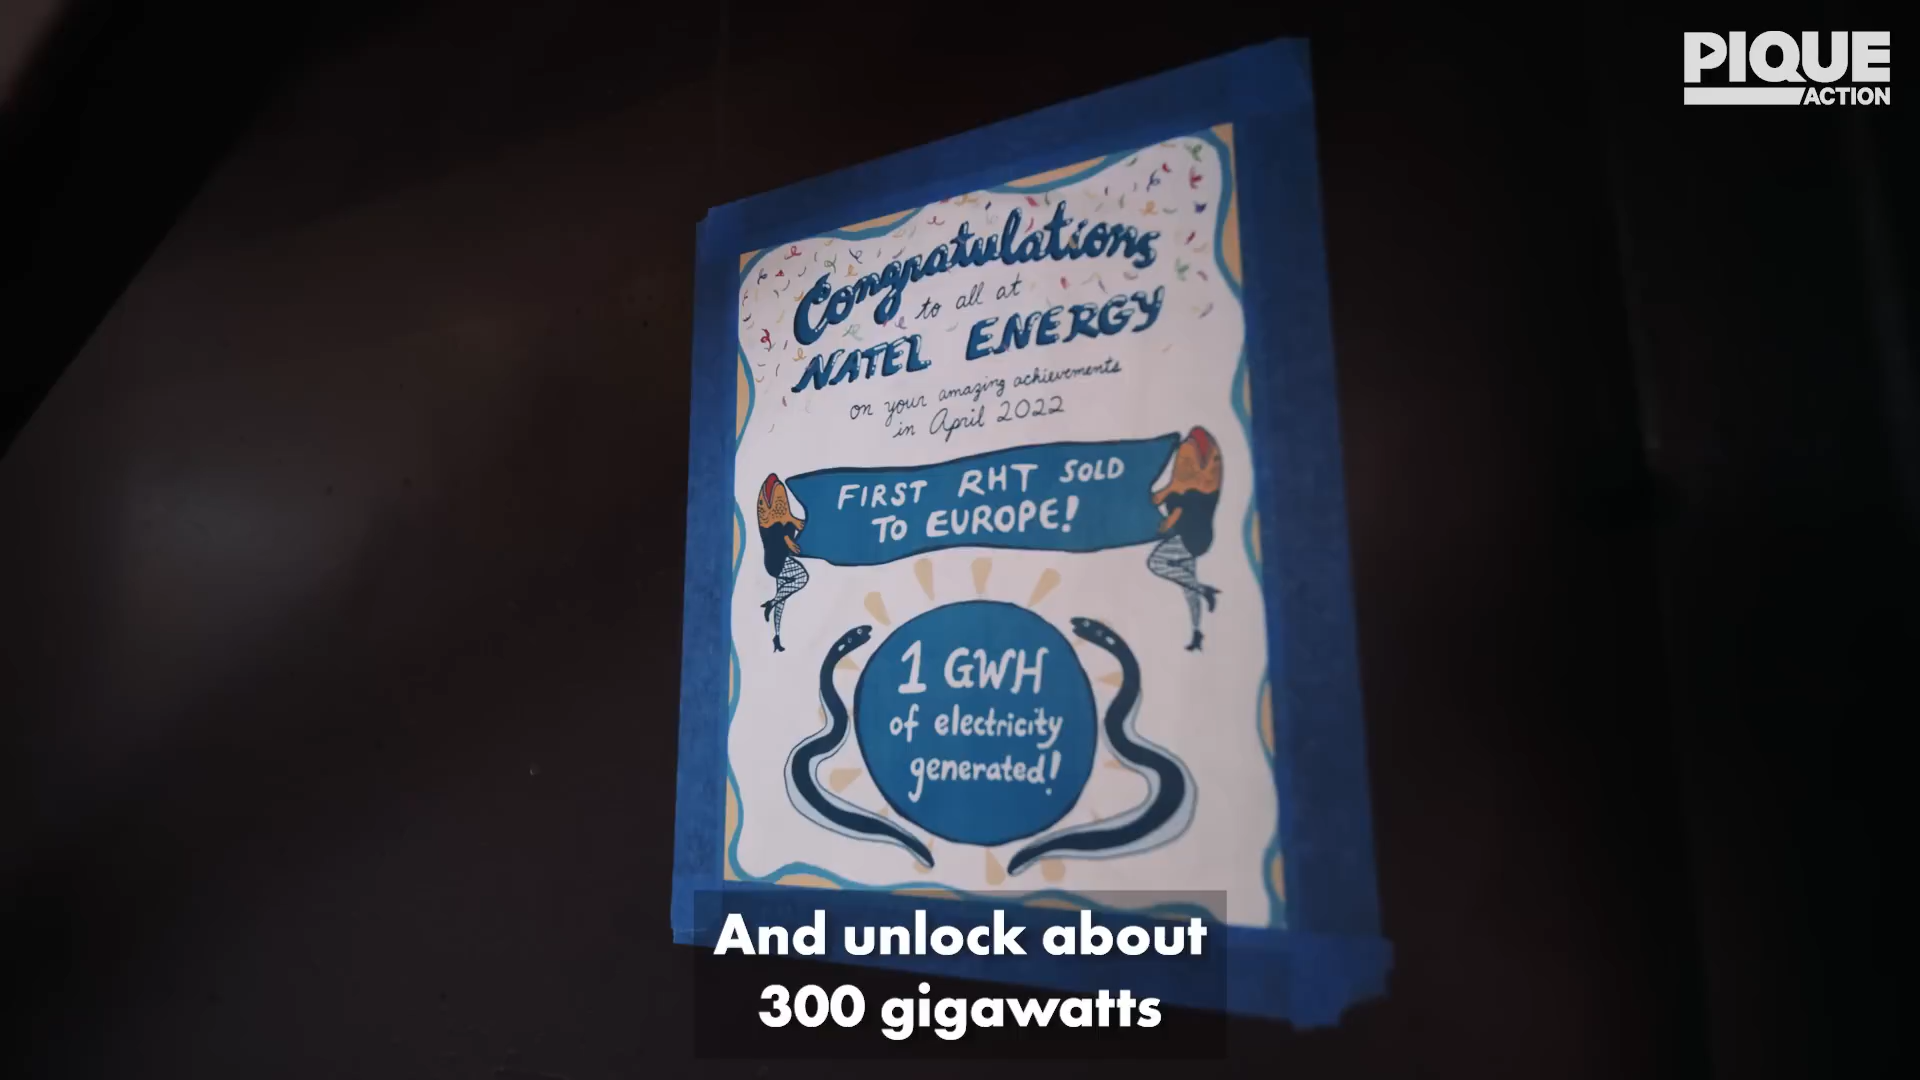 PIQUE
ACTION
Congratulations
to all at
NATEL ENERGY
on your amazing achievements
in April 2022
FIRST RHT SOLD
TO EUROPE!
1 GWH
of electricity
generated!
And unlock about
300 gigawatts